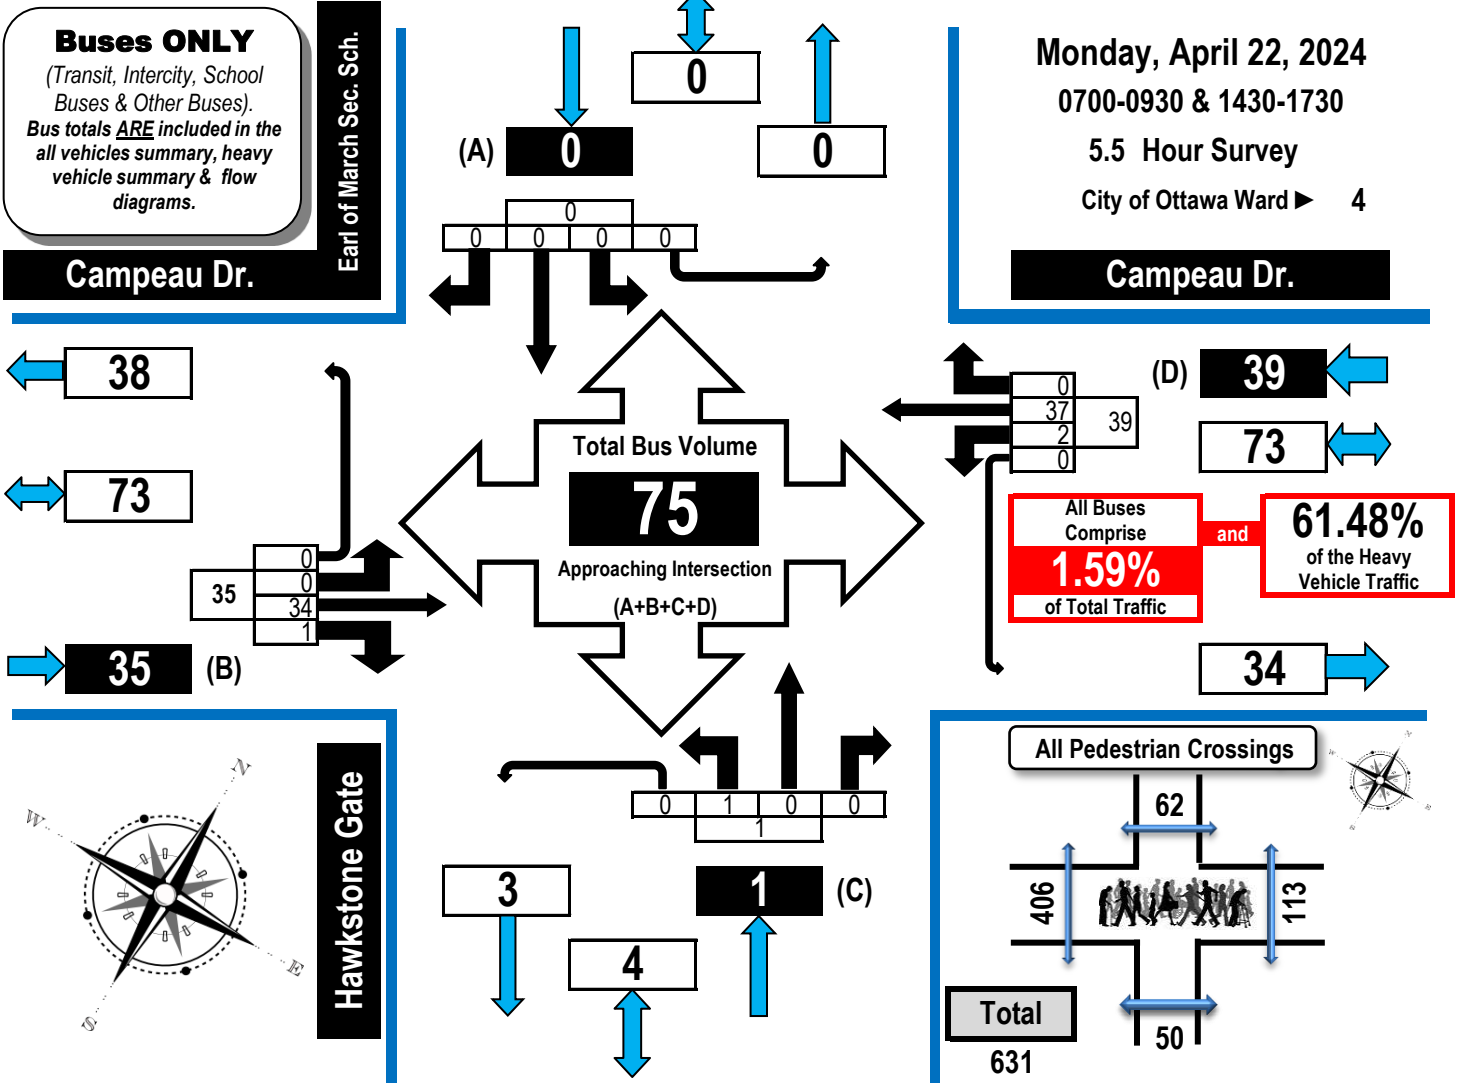 Buses ONLY
(Transit, Intercity, School
Buses & Other Buses).
Bus totals ARE included in the
all vehicles summary, heavy
vehicle summary & flow
diagrams.
Earl of March Sec. Sch.
Campeau Dr.
0
(A) 0
0
0
0 0 0 0
Monday, April 22, 2024
0700-0930 & 1430-1730
5.5 Hour Survey
City of Ottawa Ward ► 4
Campeau Dr.
38
73
0
0
34
1
35
35 (B)
Total Bus Volume
75
Approaching Intersection
(A+B+C+D)
(D) 39
0
37
2
0
39
73
All Buses
Comprise
1.59%
of Total Traffic
and
61.48%
of the Heavy
Vehicle Traffic
34
N
W
E
S
Hawkstone Gate
0 1 0 0
1
3
1 (C)
4
All Pedestrian Crossings
N
W
E
S
62
406
113
50
Total
631